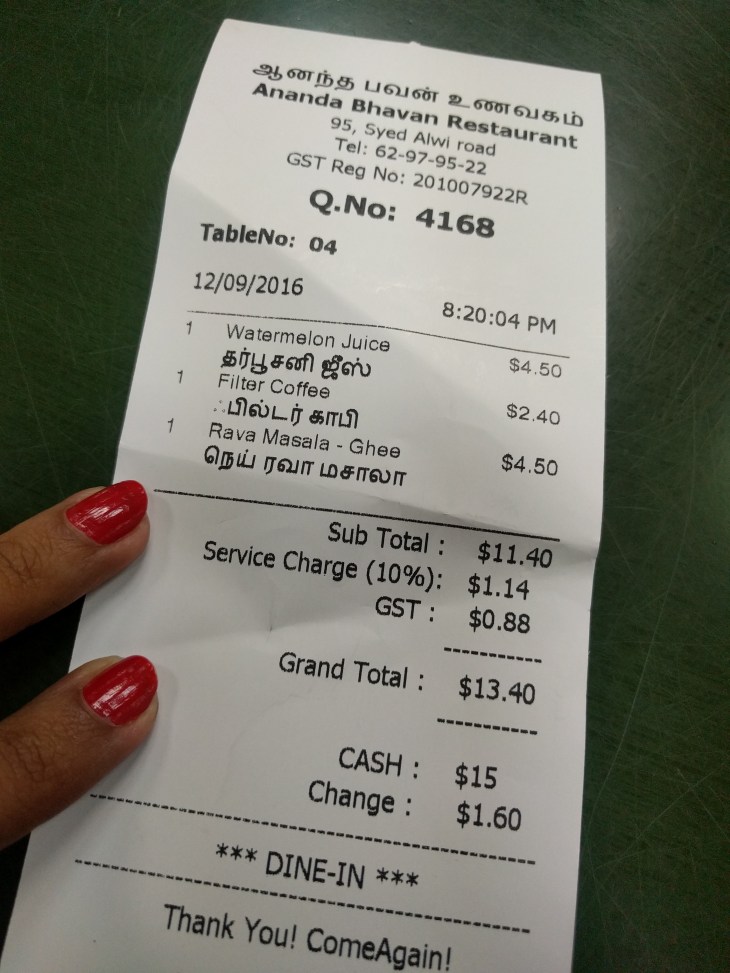 ஆனந்த பவன் உணவகம்
Ananda Bhavan Restaurant
95, Syed Alwi road
Tel: 62-97-95-22
GST Reg No: 201007922R
Q.No: 4168
TableNo: 04
12/09/2016 8:20:04 PM
1 Watermelon Juice $4.50
தர்பூசனி ஜீஸ்
1 Filter Coffee $2.40
ஃபில்டர் காபி
1 Rava Masala - Ghee $4.50
நெய் ரவா மசாலா
Sub Total : $11.40
Service Charge (10%): $1.14
GST : $0.88
Grand Total : $13.40
CASH : $15
Change : $1.60
*** DINE-IN ***
Thank You! ComeAgain!